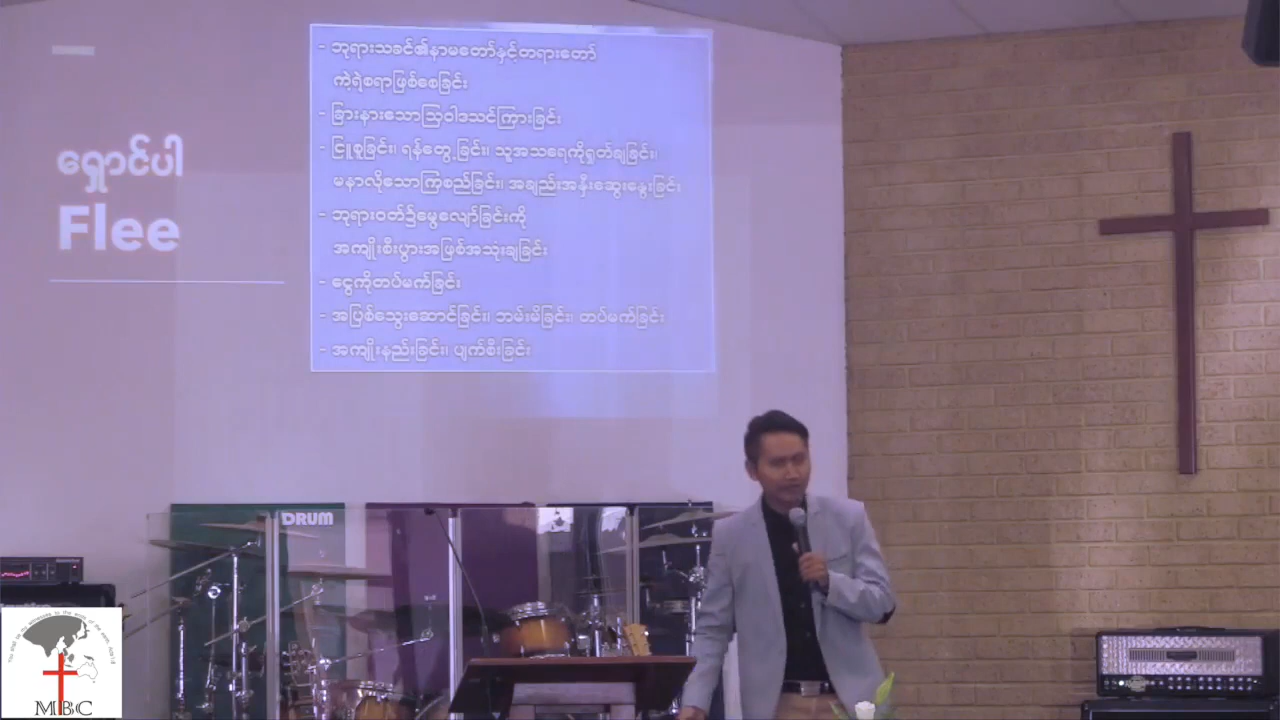 ရှောင်ပါ
Flee
- ဘုရားသခင်၏နာမတော်နှင့်တရားတော်
ကဲ့ရဲ့စရာဖြစ်စေခြင်း
- ခြားနားသောဩဝါဒသင်ကြားခြင်း
- ငြူစူခြင်း၊ ရန်တွေ့ခြင်း၊ သူ့အသရေကိုရှုတ်ချခြင်း၊
မနာလိုသောကြံစည်ခြင်း၊ အချည်းအနှီးဆွေးနွေးခြင်း
- ဘုရားဝတ်၌မွေ့လျော်ခြင်းကို
အကျိုးစီးပွားအဖြစ်အသုံးချခြင်း
- ငွေကိုတပ်မက်ခြင်း
- အပြစ်သွေးဆောင်ခြင်း၊ ဘမ်းမိခြင်း၊ တပ်မက်ခြင်း
- အကျိုးနည်းခြင်း၊ ပျက်စီးခြင်း
DRUM
MBC